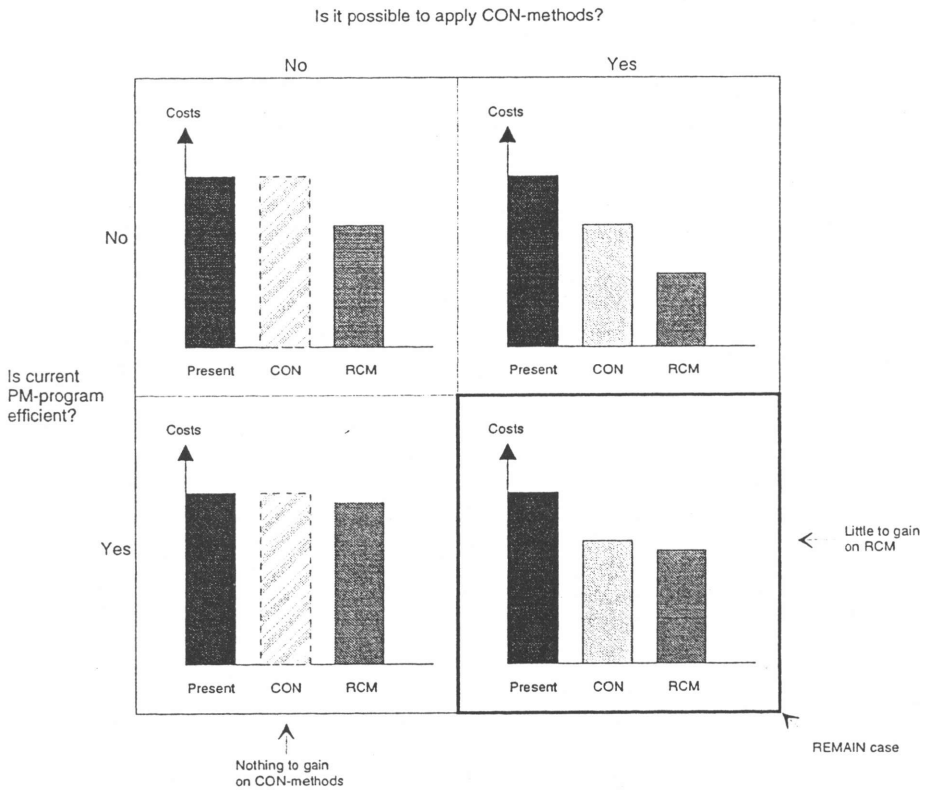 Is it possible to apply CON-methods?
No
Yes
Costs
Costs
No
Present
CON
RCM
Present
CON
RCM
Is current
PM-program
efficient?
Costs
Costs
Yes
Little to gain
on RCM
Present
CON
RCM
Present
CON
RCM
REMAIN case
Nothing to gain
on CON-methods